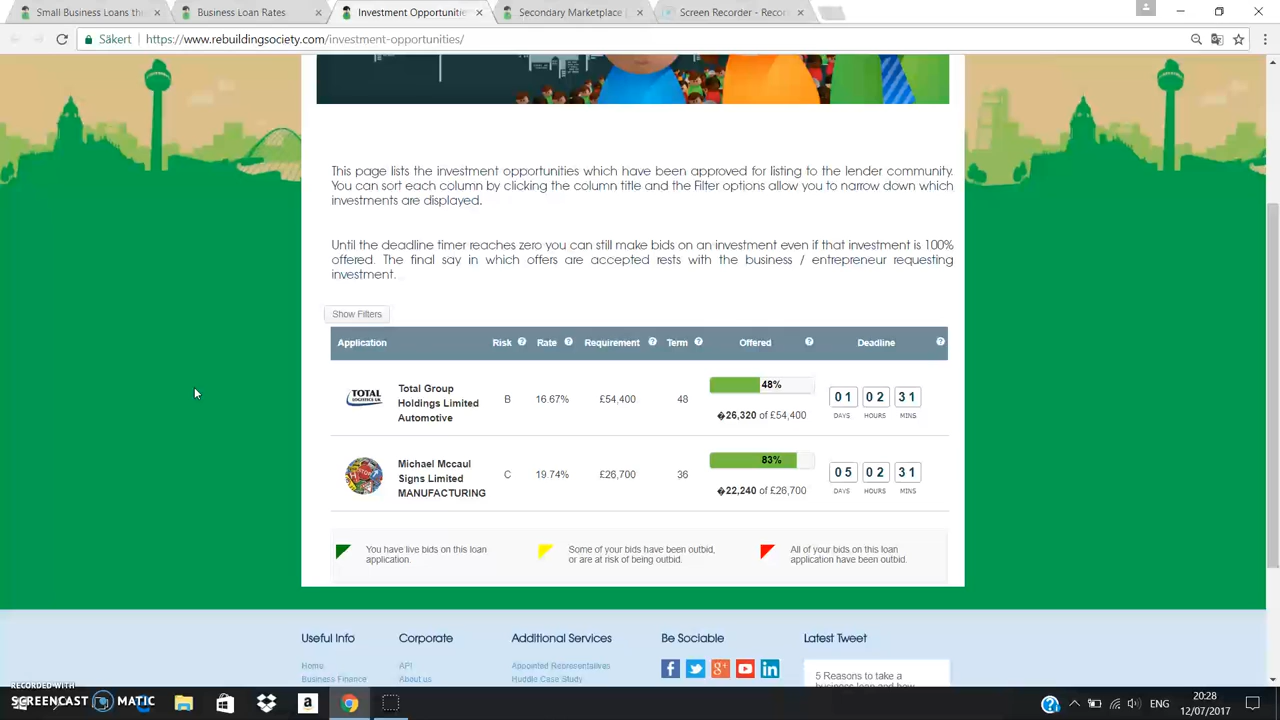 Small Business Loans th
Business Loan Rates
Investment Opportunitie
Secondary Marketplace
Screen Recorder - Reco
Säkert
https://www.rebuildingsociety.com/investment-opportunities/
This page lists the investment opportunities which have been approved for listing to the lender community.
You can sort each column by clicking the column title and the Filter options allow you to narrow down which
investments are displayed.
Until the deadline timer reaches zero you can still make bids on an investment even if that investment is 100%
offered. The final say in which offers are accepted rests with the business / entrepreneur requesting
investment.
Show Filters
Application Risk ? Rate ? Requirement ? Term ? Offered ? Deadline ?
TOTAL
Total Group
Holdings Limited
Automotive
B 16.67% £54,400 48
48%
�26,320 of £54,400
01 02 31
DAYS HOURS MINS
Michael Mccaul
Signs Limited
MANUFACTURING
C 19.74% £26,700 36
83%
�22,240 of £26,700
05 02 31
DAYS HOURS MINS
You have live bids on this loan
application.
Some of your bids have been outbid,
or are at risk of being outbid.
All of your bids on this loan
application have been outbid.
Useful Info
Home
Business Finance
Corporate
API
About us
Additional Services
Appointed Representatives
Huddle Case Study
Be Sociable
Latest Tweet
5 Reasons to take a
business loan and how
RECORDED WITH
SCREENCAST MATIC
ENG
20:28
12/07/2017